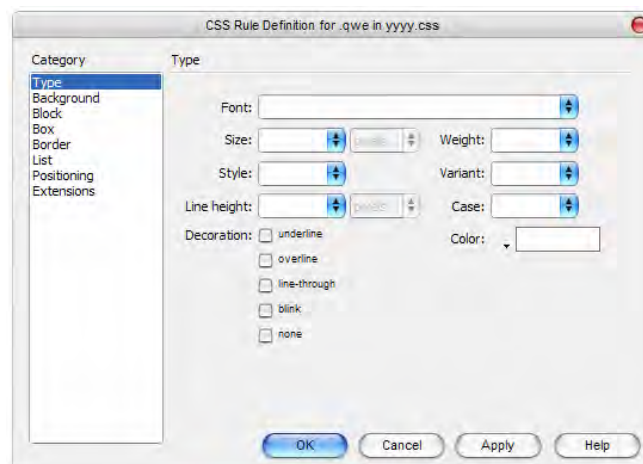 CSS Rule Definition for .qwe in yyyy.css
Category
Type
Type
Background
Block
Box
Border
List
Positioning
Extensions
Font:
Size: pixels Weight:
Style: Variant:
Line height: pixels Case:
Decoration: underline Color:
overline
line-through
blink
none
OK Cancel Apply Help